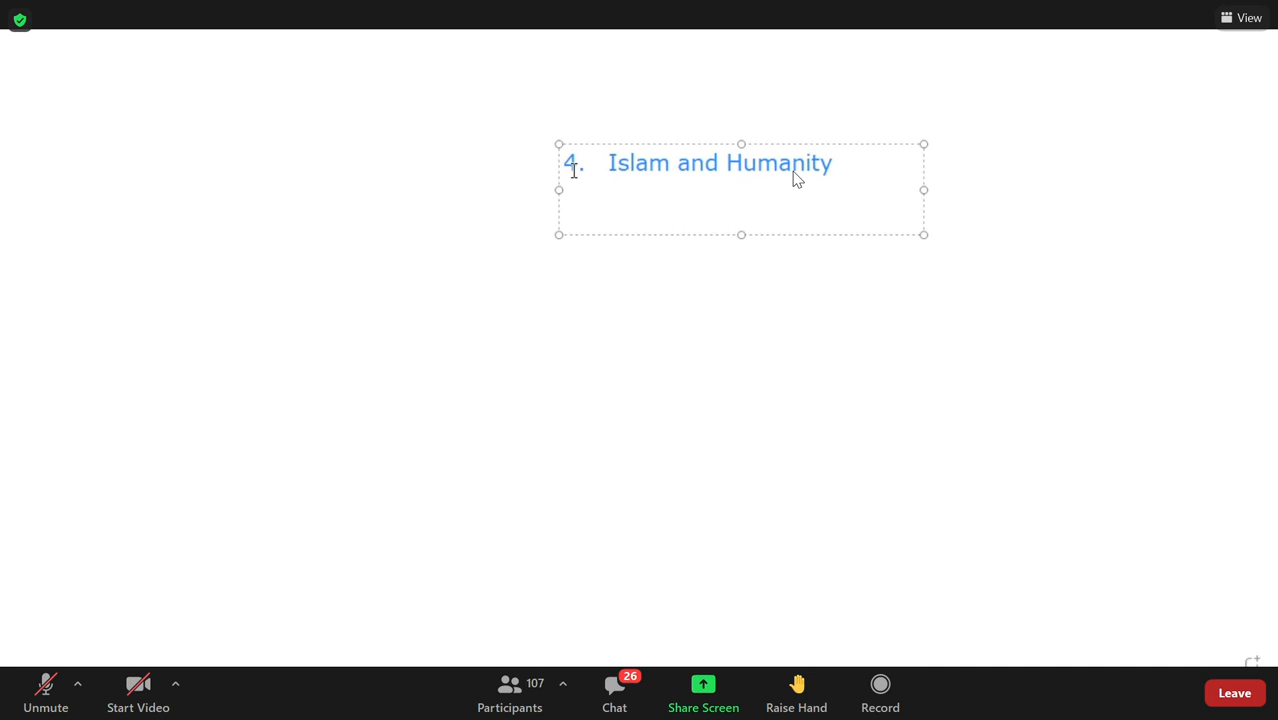 View
4. Islam and Humanity
Unmute
Start Video
107
Participants
26
Chat
Share Screen
Raise Hand
Record
Leave